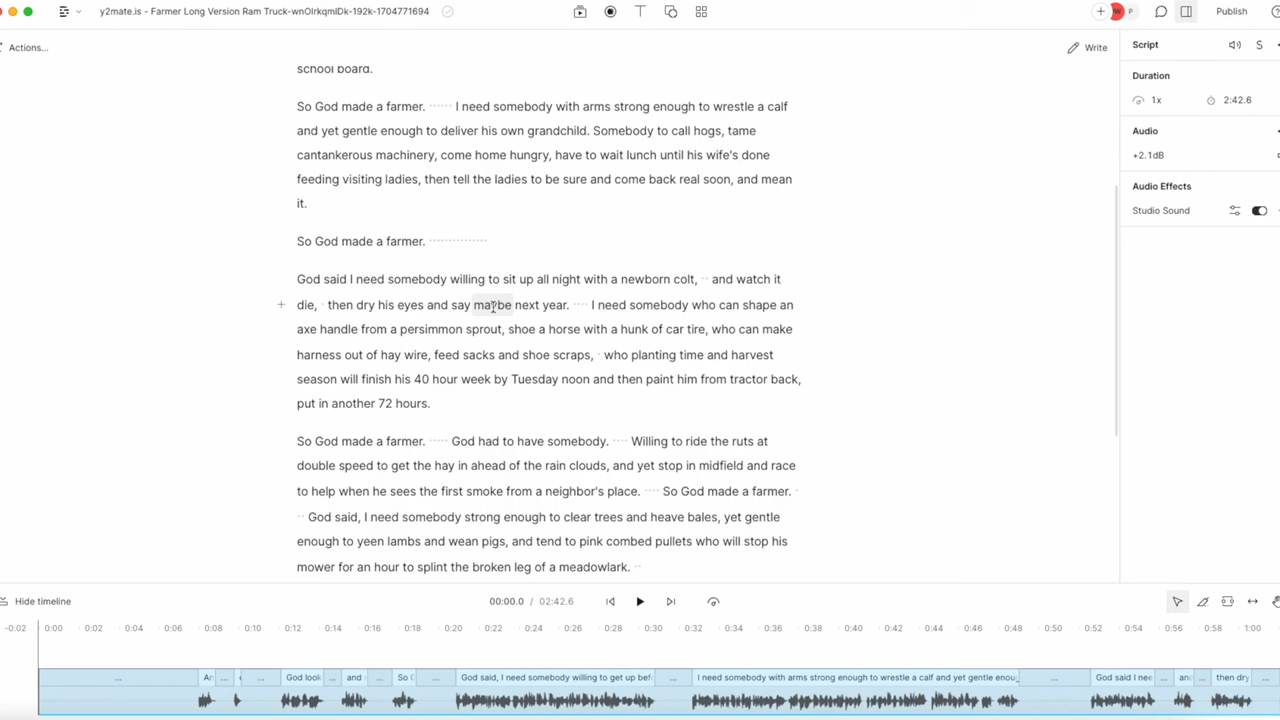 y2mate.is - Farmer Long Version Ram Truck-wnOlrkqmlDk-192k-1704771694
P
Publish
Actions...
Write
Script
S
Duration
1x 2:42.6
Audio
+2.1dB
Audio Effects
Studio Sound
school board.
So God made a farmer. ····· I need somebody with arms strong enough to wrestle a calf
and yet gentle enough to deliver his own grandchild. Somebody to call hogs, tame
cantankerous machinery, come home hungry, have to wait lunch until his wife's done
feeding visiting ladies, then tell the ladies to be sure and come back real soon, and mean
it.
So God made a farmer. ··············
God said I need somebody willing to sit up all night with a newborn colt, ·· and watch it
die, · then dry his eyes and say maybe next year. ···· I need somebody who can shape an
axe handle from a persimmon sprout, shoe a horse with a hunk of car tire, who can make
harness out of hay wire, feed sacks and shoe scraps, · who planting time and harvest
season will finish his 40 hour week by Tuesday noon and then paint him from tractor back,
put in another 72 hours.
So God made a farmer. ····· God had to have somebody. ···· Willing to ride the ruts at
double speed to get the hay in ahead of the rain clouds, and yet stop in midfield and race
to help when he sees the first smoke from a neighbor's place. ···· So God made a farmer. ·
·· God said, I need somebody strong enough to clear trees and heave bales, yet gentle
enough to yeen lambs and wean pigs, and tend to pink combed pullets who will stop his
mower for an hour to splint the broken leg of a meadowlark. ··
Hide timeline
00:00.0 / 02:42.6
-0:02 0:00 0:02 0:04 0:06 0:08 0:10 0:12 0:14 0:16 0:18 0:20 0:22 0:24 0:26 0:28 0:30 0:32 0:34 0:36 0:38 0:40 0:42 0:44 0:46 0:48 0:50 0:52 0:54 0:56 0:58 1:00
... ... ... God look ... and ... So ... God said, I need somebody willing to get up bef ... I need somebody with arms strong enough to wrestle a calf and yet gentle enou ... God said I nee ... ... then dry ...